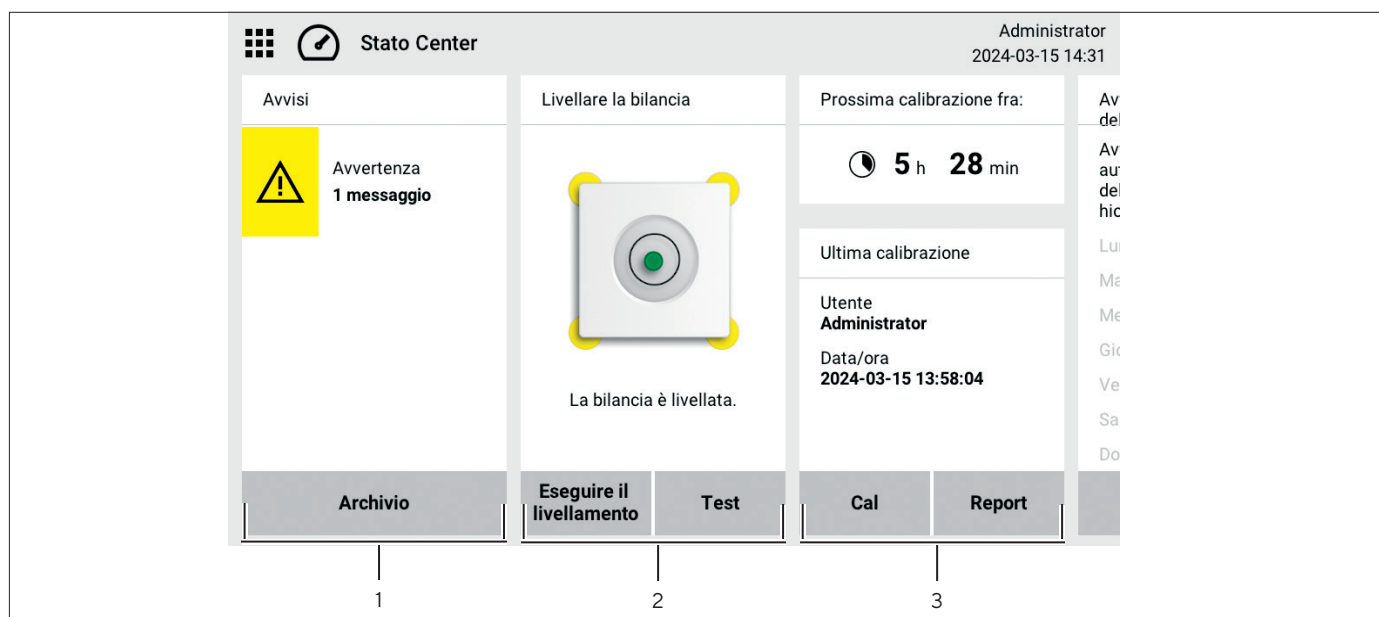 Stato Center
Administrator
2024-03-15 14:31
Avvisi
Avvertenza
1 messaggio
Archivio
Livellare la bilancia
La bilancia è livellata.
Eseguire il
livellamento
Test
Prossima calibrazione fra:
5 h 28 min
Ultima calibrazione
Utente
Administrator
Data/ora
2024-03-15 13:58:04
Cal
Report
1
2
3